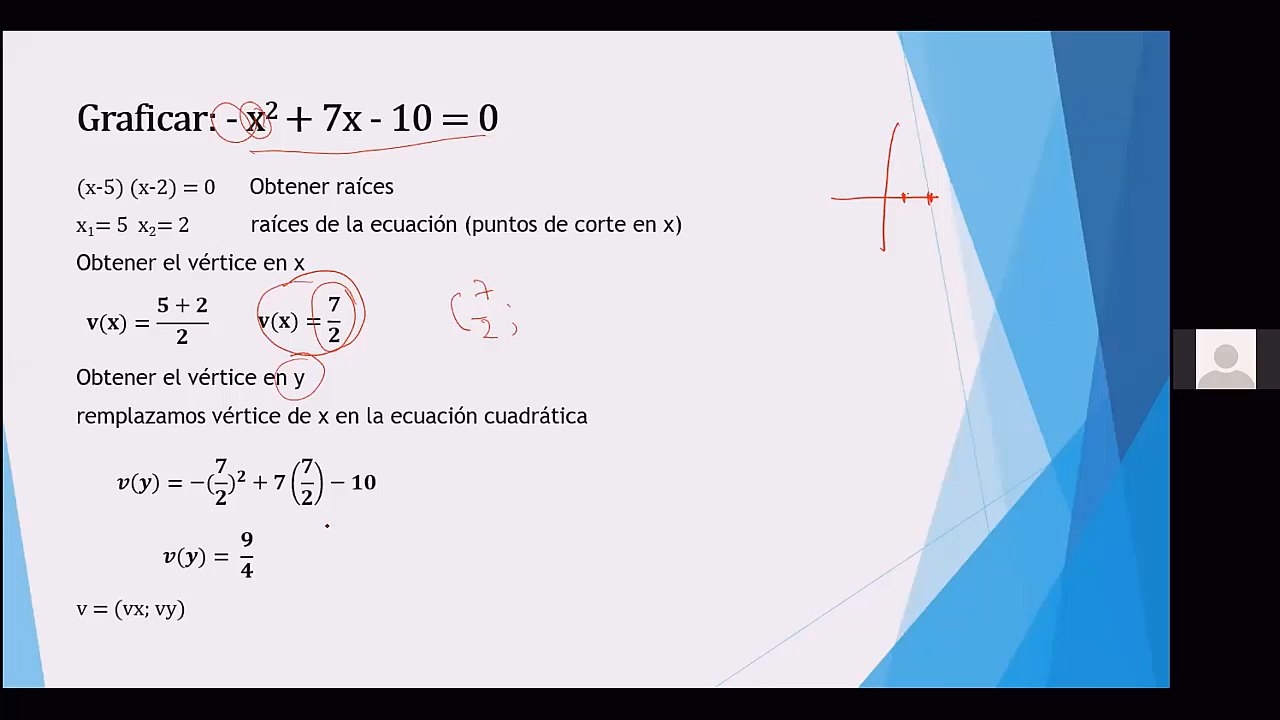 Graficar: - x² + 7x - 10 = 0
(x-5) (x-2) = 0 Obtener raíces
x₁= 5 x₂= 2 raíces de la ecuación (puntos de corte en x)
Obtener el vértice en x
v(x) = (5 + 2)/2 v(x) = 7/2 (7/2 ;
Obtener el vértice en y
remplazamos vértice de x en la ecuación cuadrática
v(y) = −(7/2)² + 7 (7/2) − 10
v(y) = 9/4
v = (vx; vy)